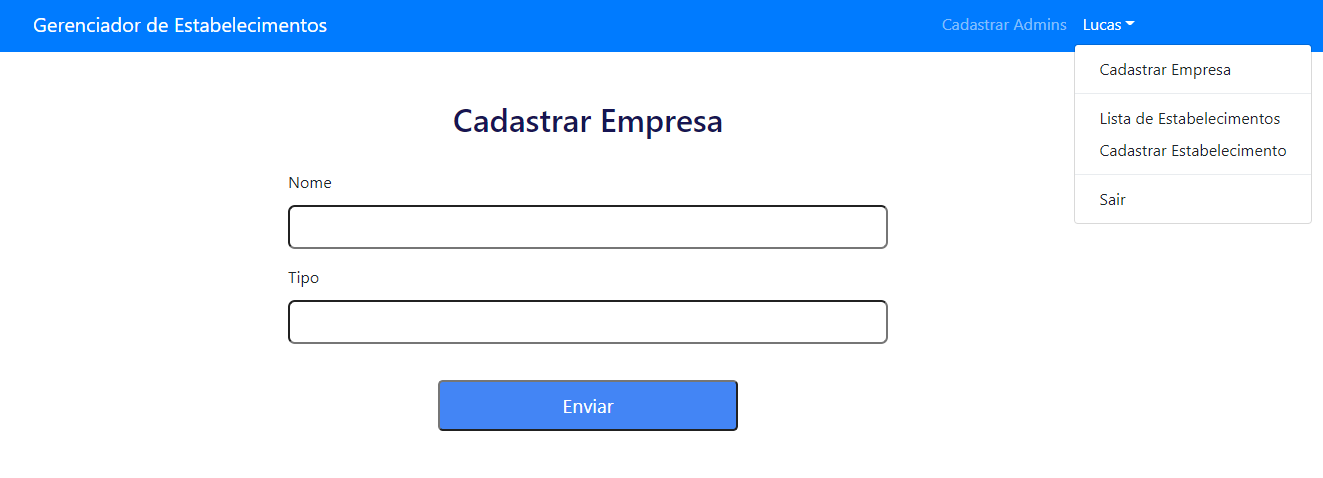 Gerenciador de Estabelecimentos
Cadastrar Admins
Lucas
Cadastrar Empresa
Lista de Estabelecimentos
Cadastrar Estabelecimento
Sair
Cadastrar Empresa
Nome
Tipo
Enviar